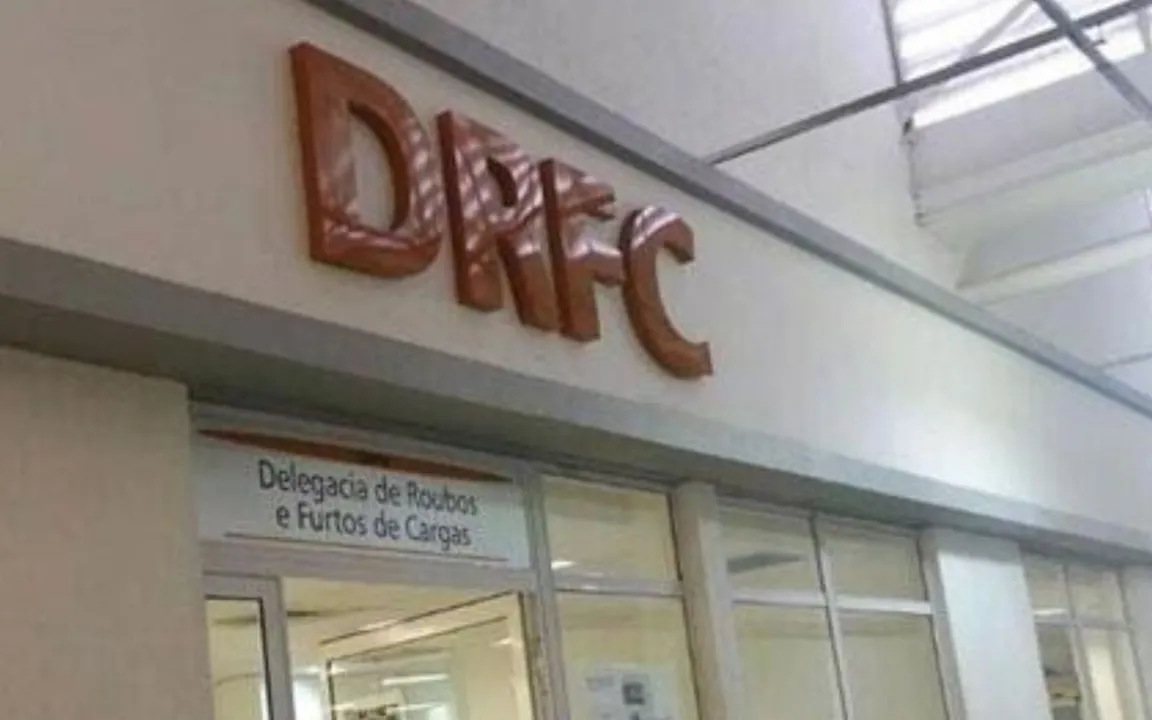 DRFC
Delegacia de Roubos
e Furtos de Cargas